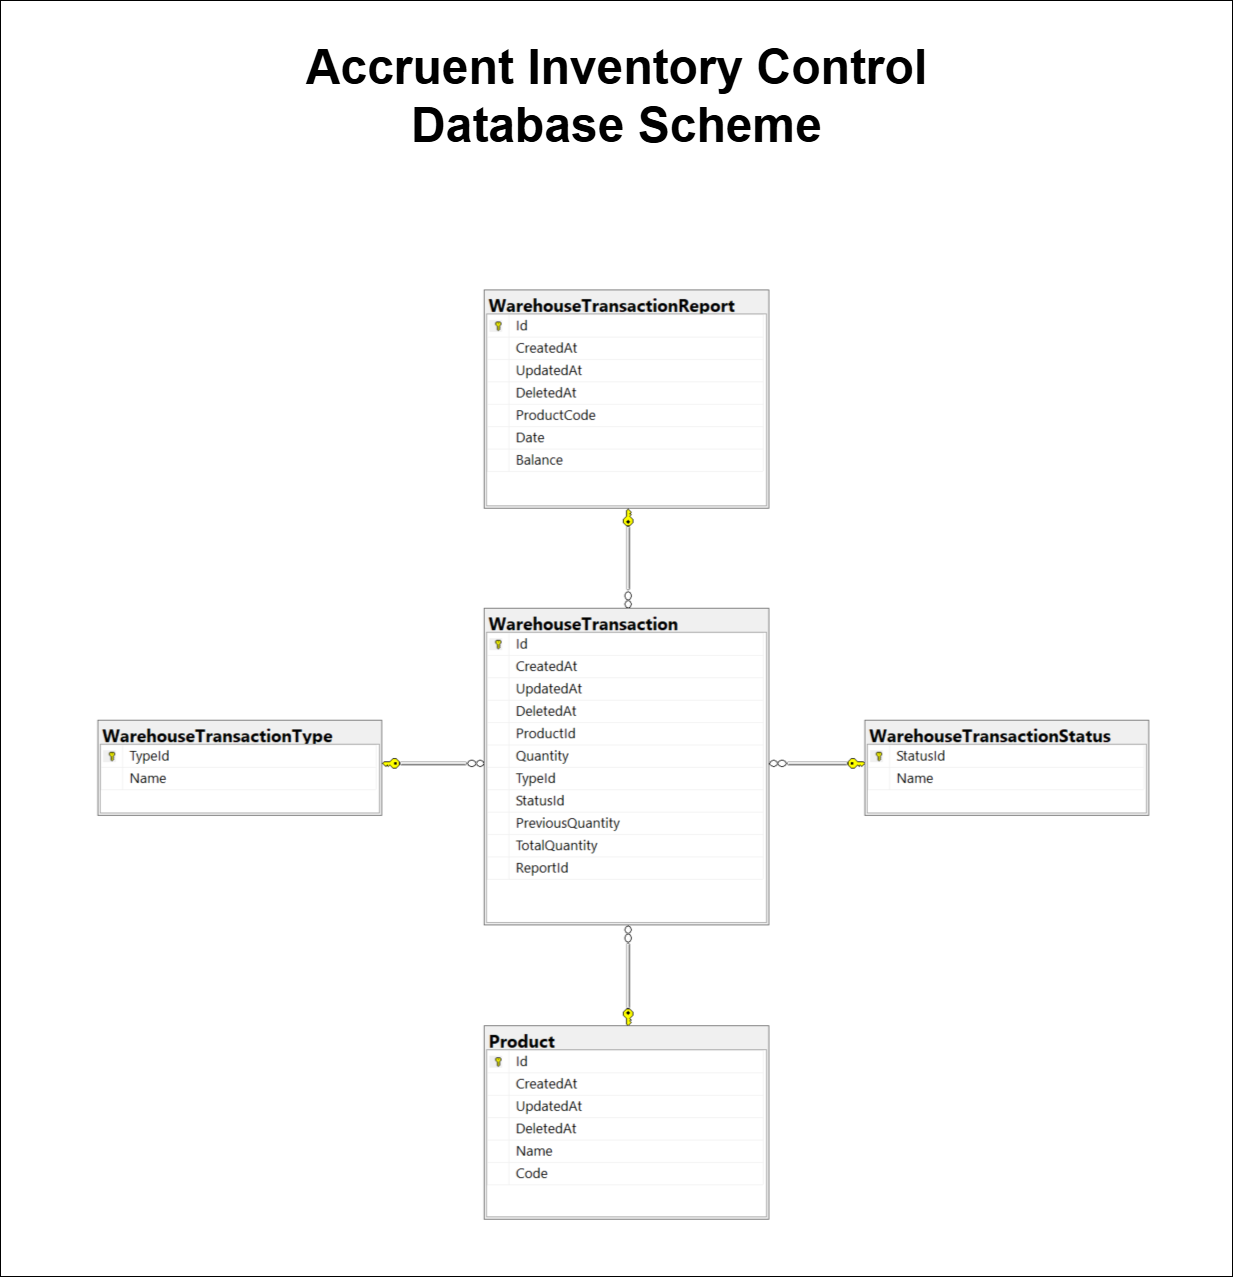 Accruent Inventory Control
Database Scheme
WarehouseTransactionReport
Id
CreatedAt
UpdatedAt
DeletedAt
ProductCode
Date
Balance
WarehouseTransaction
Id
CreatedAt
UpdatedAt
DeletedAt
ProductId
Quantity
TypeId
StatusId
PreviousQuantity
TotalQuantity
ReportId
WarehouseTransactionType
TypeId
Name
WarehouseTransactionStatus
StatusId
Name
Product
Id
CreatedAt
UpdatedAt
DeletedAt
Name
Code